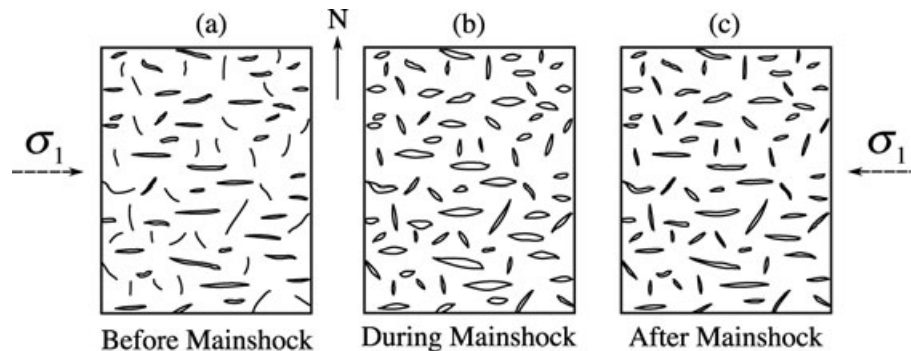 (a)
N
(b)
(c)
σ1
σ1
Before Mainshock
During Mainshock
After Mainshock